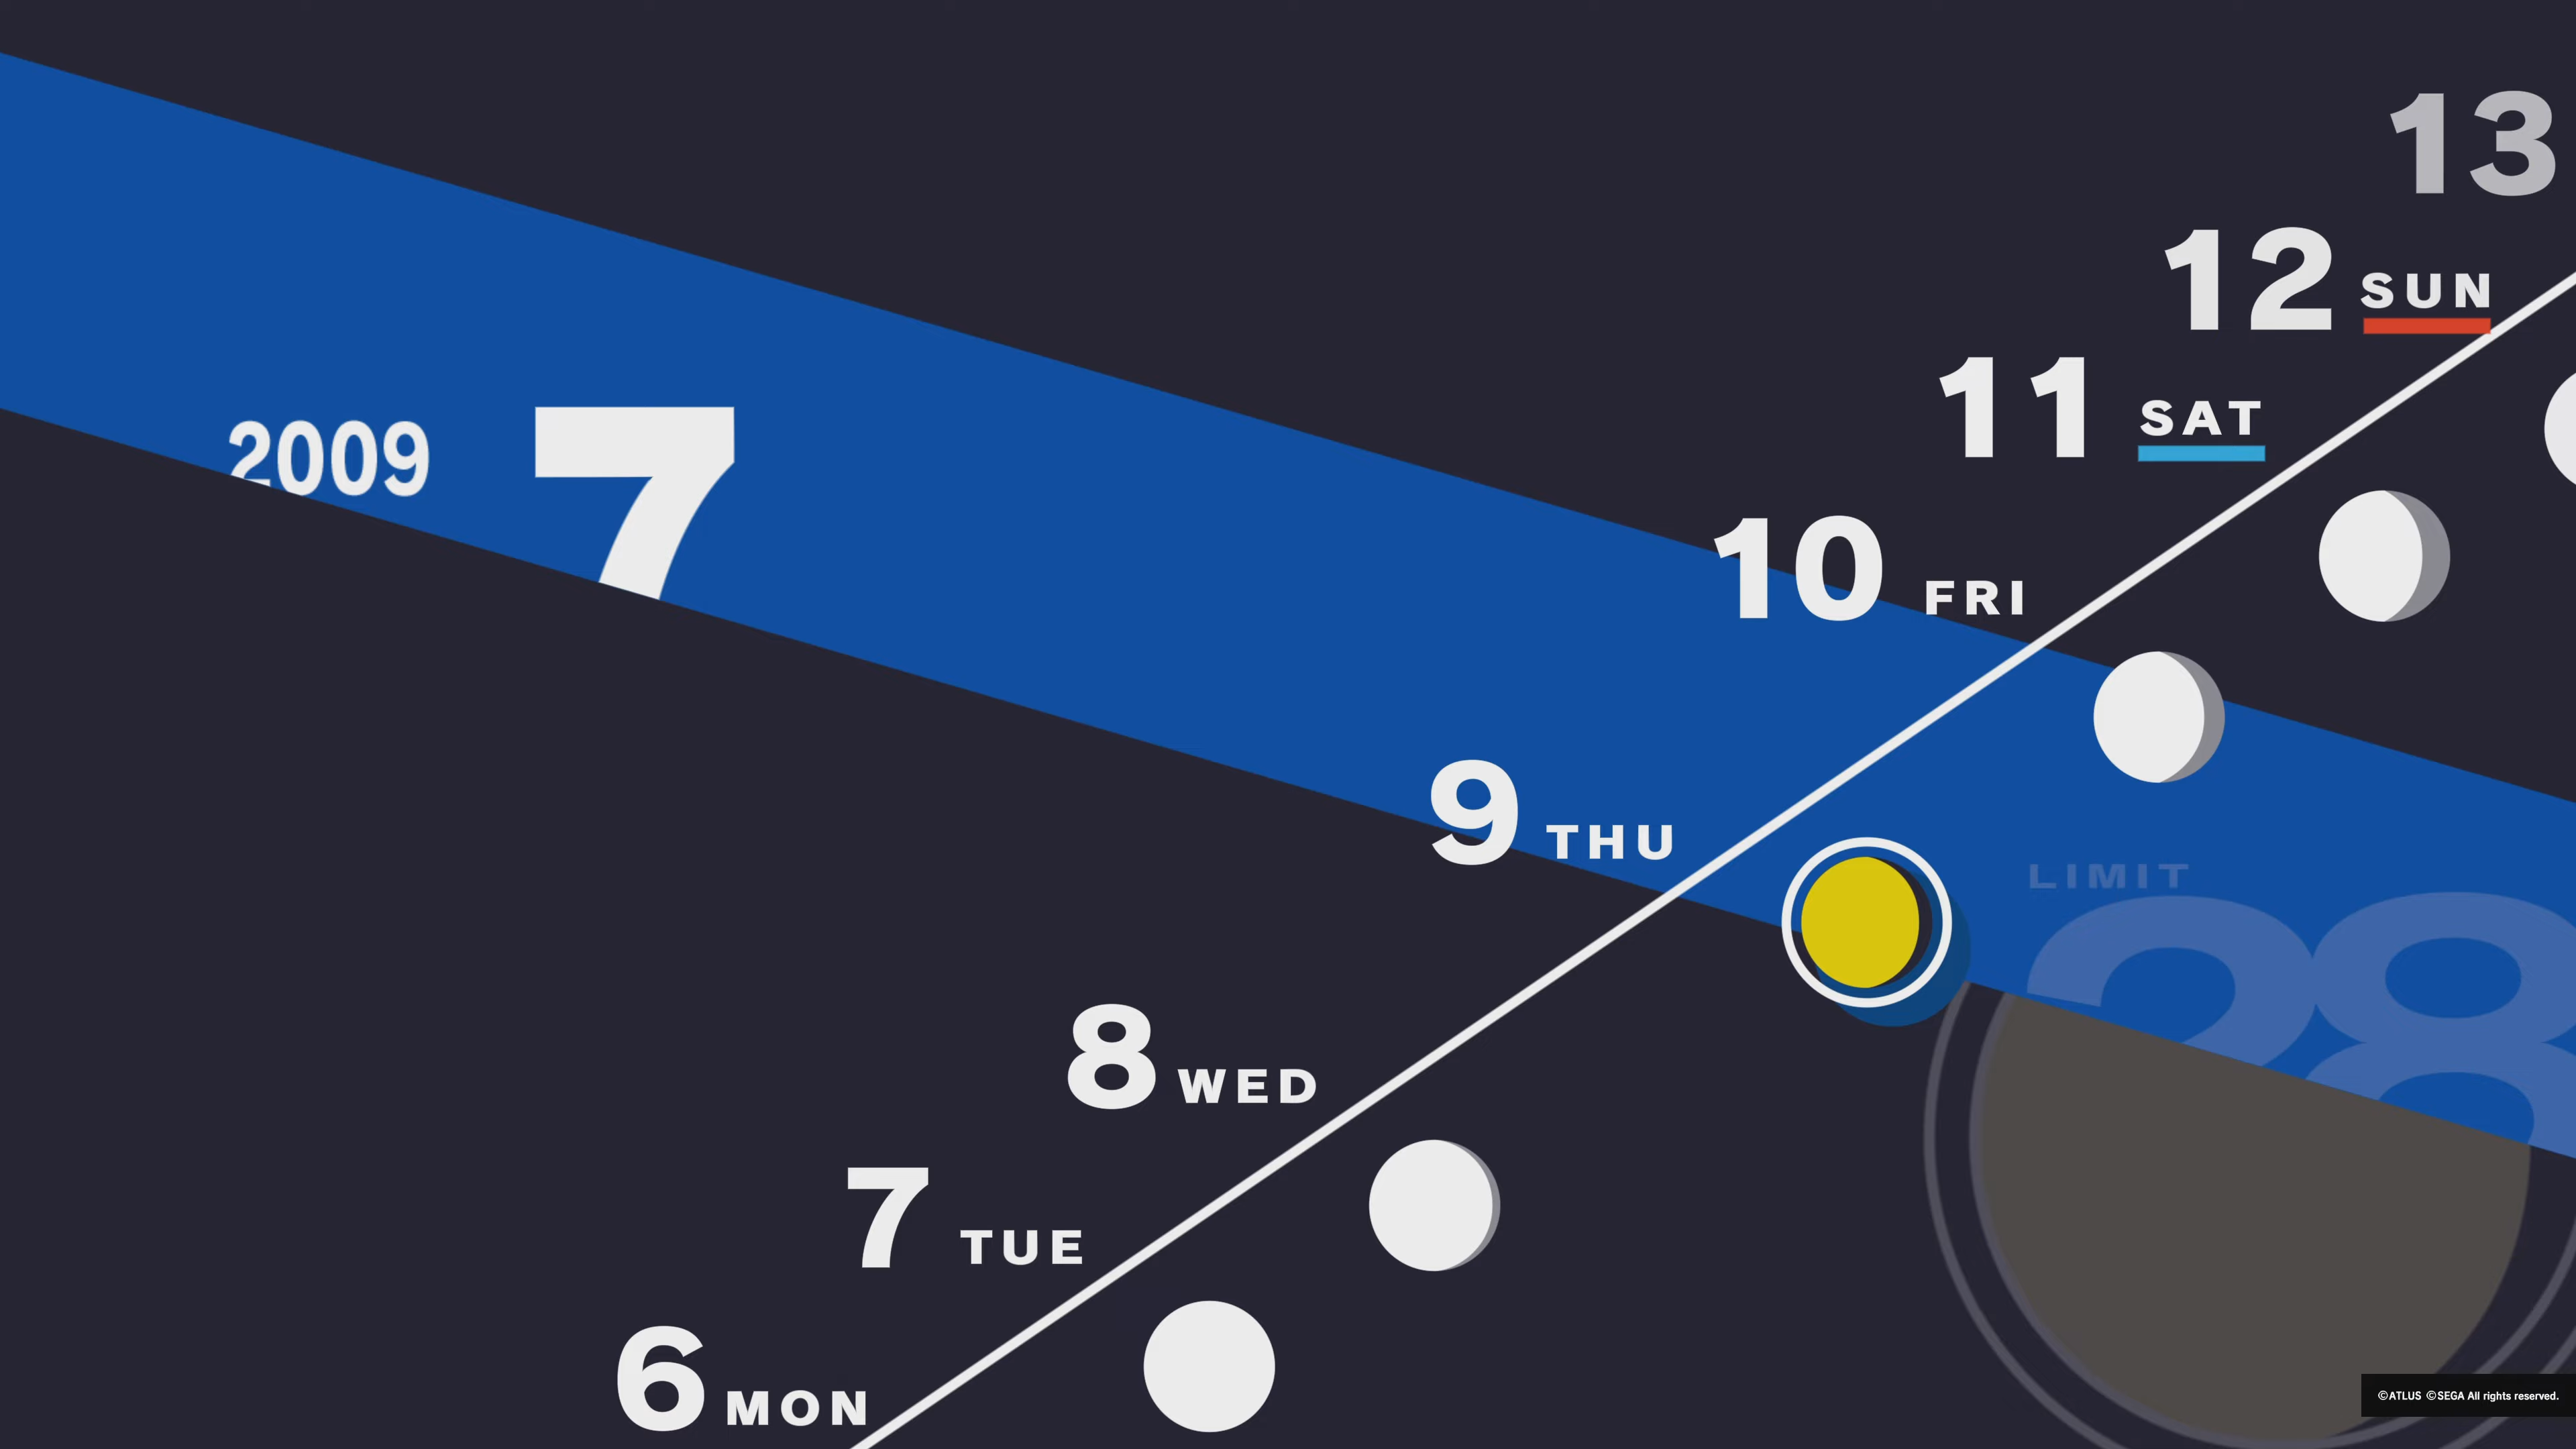 13
12 SUN
11 SAT
2009 7
10 FRI
9 THU
LIMIT
28
8 WED
7 TUE
6 MON
©ATLUS ©SEGA All rights reserved.